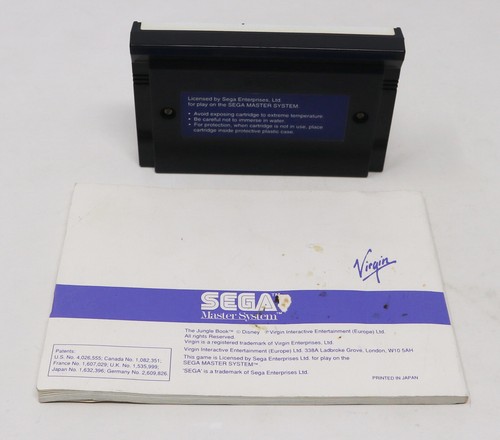 Licensed by Sega Enterprises, Ltd.
for play on the SEGA MASTER SYSTEM.
• Avoid exposing cartridge to extreme temperature.
• Be careful not to immerse in water.
• For protection, when cartridge is not in use, place
cartridge inside protective plastic case.
Virgin
SEGA™
Master System™
The Jungle Book™ © Disney ℗Virgin Interactive Entertainment (Europe) Ltd.
All rights Reserved.
Virgin is a registered trademark of Virgin Enterprises Ltd.
Virgin Interactive Entertainment (Europe) Ltd. 338A Ladbroke Grove, London, W10 5AH
This game is Licensed by Sega Enterprises Ltd. for play on the
SEGA MASTER SYSTEM™
'SEGA' is a trademark of Sega Enterprises Ltd.
Patents:
U.S. No. 4,026,555; Canada No. 1,082,351;
France No. 1,607,029; U.K. No. 1,535,999;
Japan No. 1,632,396; Germany No. 2,609,826.
PRINTED IN JAPAN